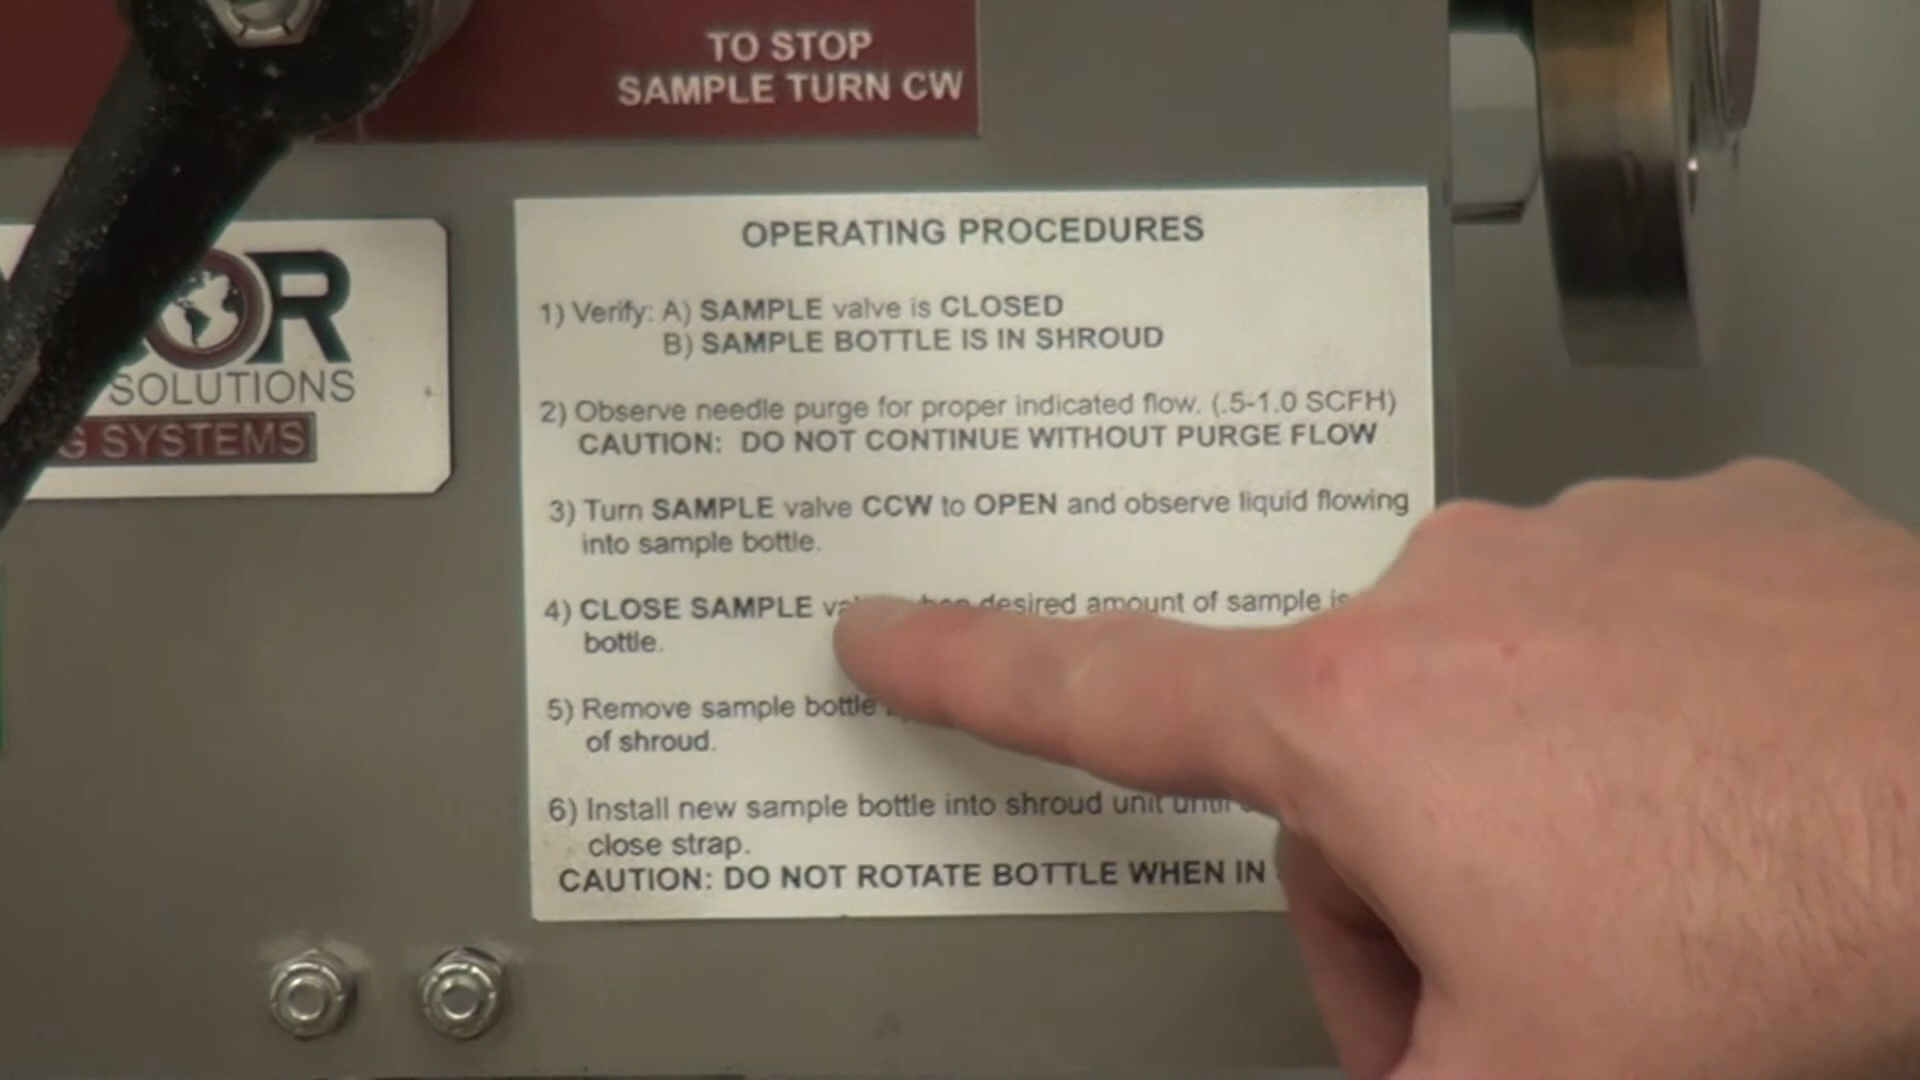 TO STOP
SAMPLE TURN CW
OR
SOLUTIONS
G SYSTEMS
OPERATING PROCEDURES
1) Verify: A) SAMPLE valve is CLOSED
B) SAMPLE BOTTLE IS IN SHROUD
2) Observe needle purge for proper indicated flow. (.5-1.0 SCFH)
CAUTION: DO NOT CONTINUE WITHOUT PURGE FLOW
3) Turn SAMPLE valve CCW to OPEN and observe liquid flowing
into sample bottle.
4) CLOSE SAMPLE desired amount of sample is
bottle.
5) Remove sample bottle
of shroud.
6) Install new sample bottle into shroud unit until
close strap.
CAUTION: DO NOT ROTATE BOTTLE WHEN IN